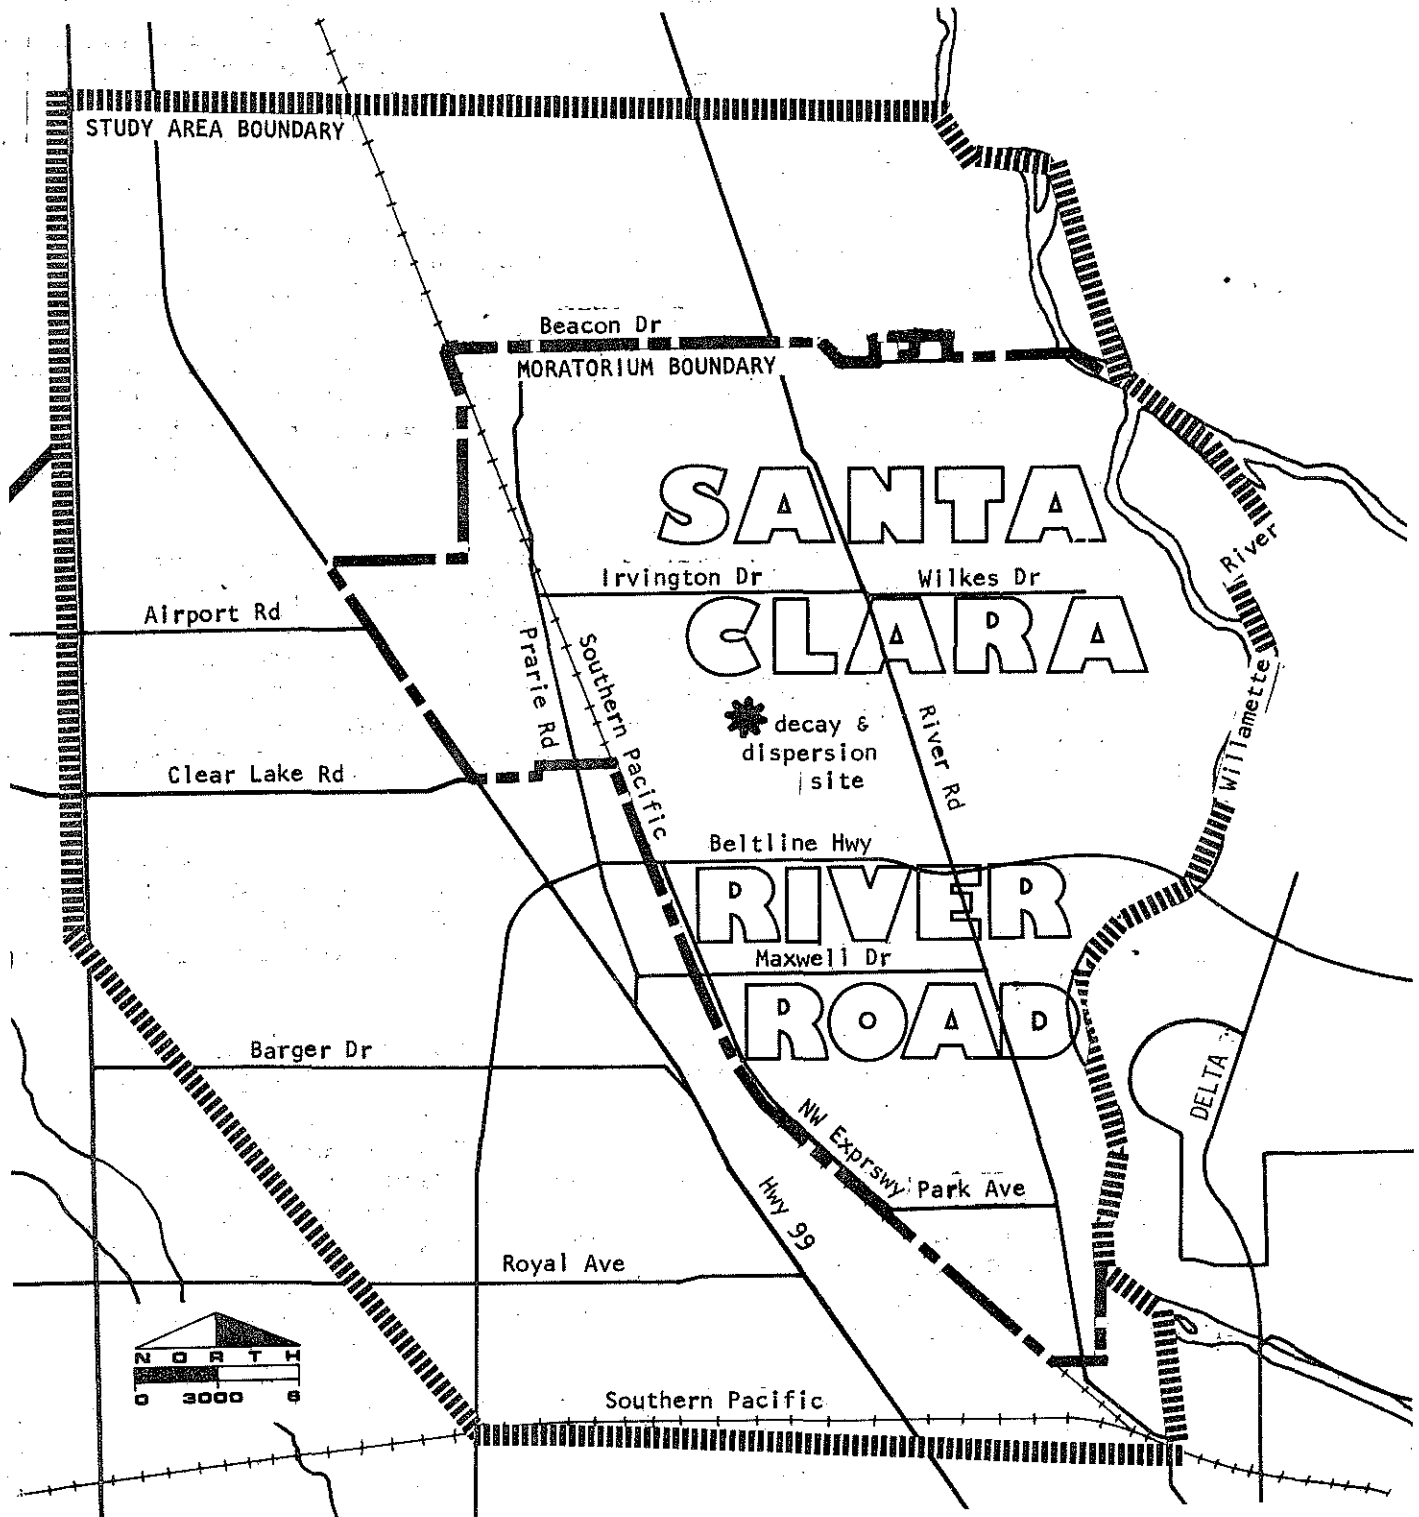 STUDY AREA BOUNDARY
Beacon Dr
MORATORIUM BOUNDARY
SANTA
Irvington Dr
Wilkes Dr
River
Airport Rd
CLARA
Prarie Rd
Southern Pacific
River Rd
Willamette
decay &
dispersion
site
Clear Lake Rd
Beltline Hwy
RIVER
Maxwell Dr
ROAD
Barger Dr
DELTA
NW Exprswy
Park Ave
Hwy 99
Royal Ave
NORTH
0 3000 6
Southern Pacific